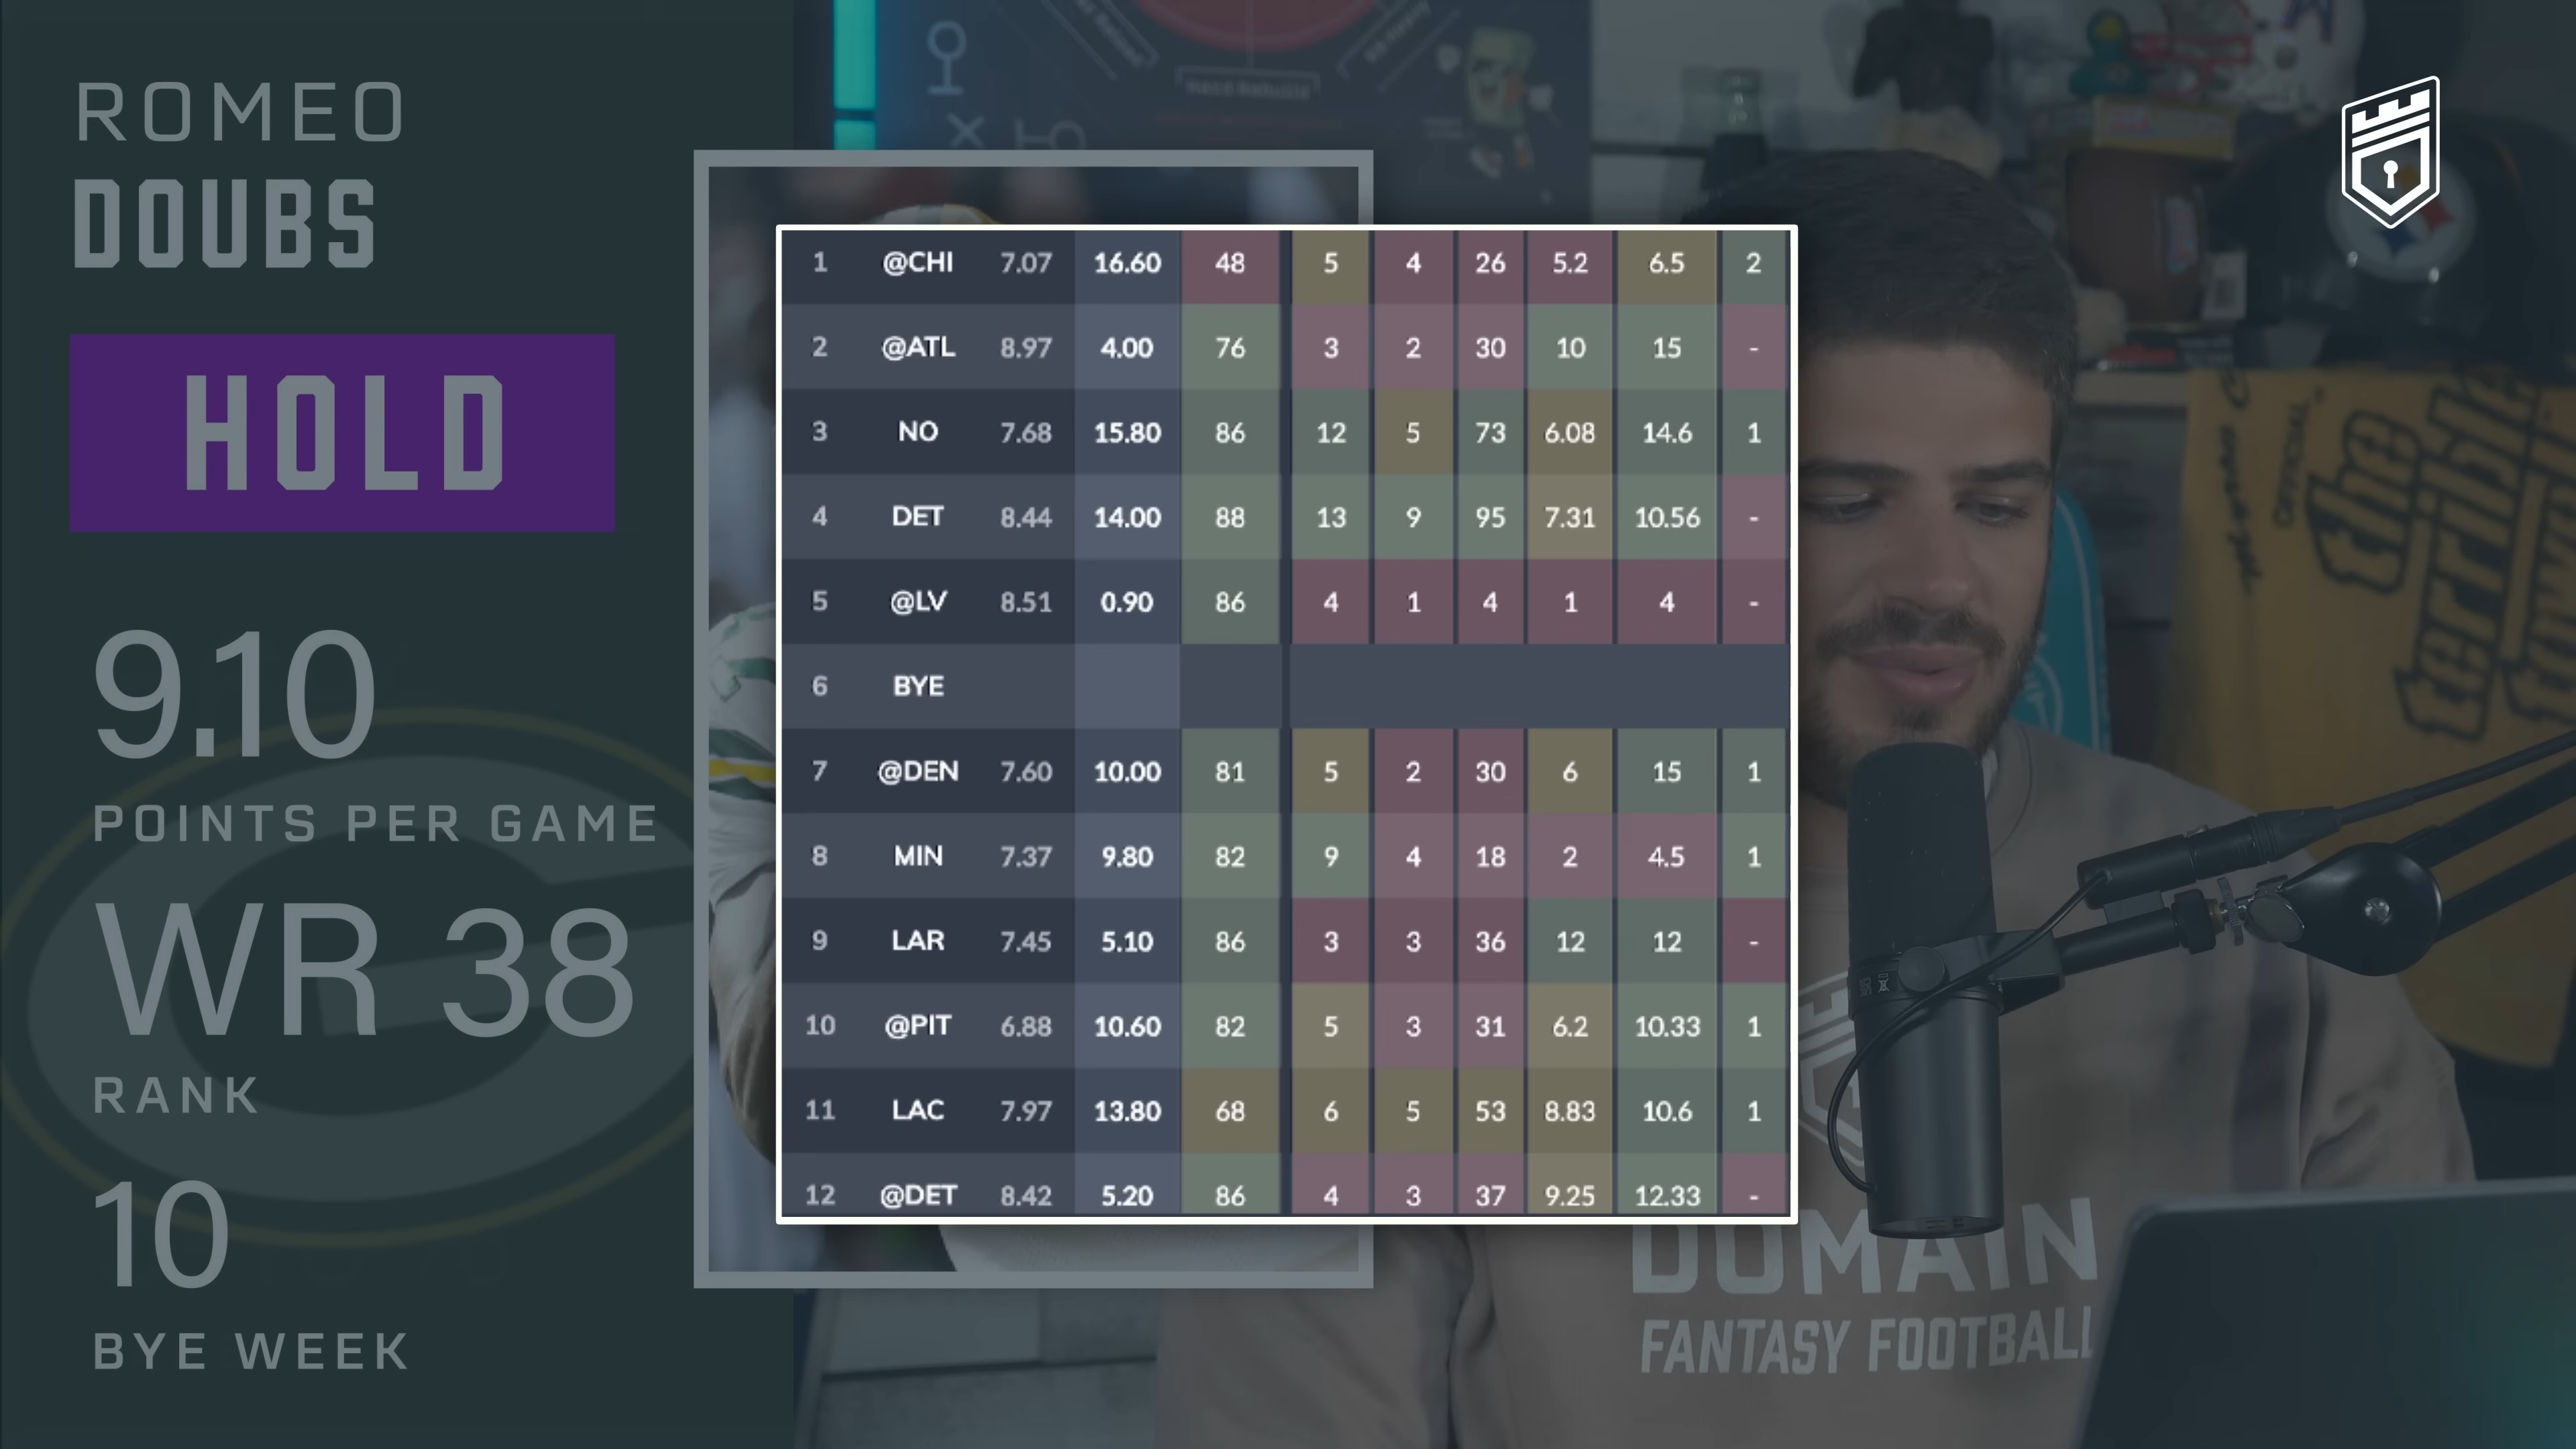 ROMEO
DOUBS
HOLD
9.10
POINTS PER GAME
WR 38
RANK
10
BYE WEEK
1 @CHI 7.07 16.60 48 5 4 26 5.2 6.5 2
2 @ATL 8.97 4.00 76 3 2 30 10 15 -
3 NO 7.68 15.80 86 12 5 73 6.08 14.6 1
4 DET 8.44 14.00 88 13 9 95 7.31 10.56 -
5 @LV 8.51 0.90 86 4 1 4 1 4 -
6 BYE
7 @DEN 7.60 10.00 81 5 2 30 6 15 1
8 MIN 7.37 9.80 82 9 4 18 2 4.5 1
9 LAR 7.45 5.10 86 3 3 36 12 12 -
10 @PIT 6.88 10.60 82 5 3 31 6.2 10.33 1
11 LAC 7.97 13.80 68 6 5 53 8.83 10.6 1
12 @DET 8.42 5.20 86 4 3 37 9.25 12.33 -
the
terrible
DOMAIN
FANTASY FOOTBALL